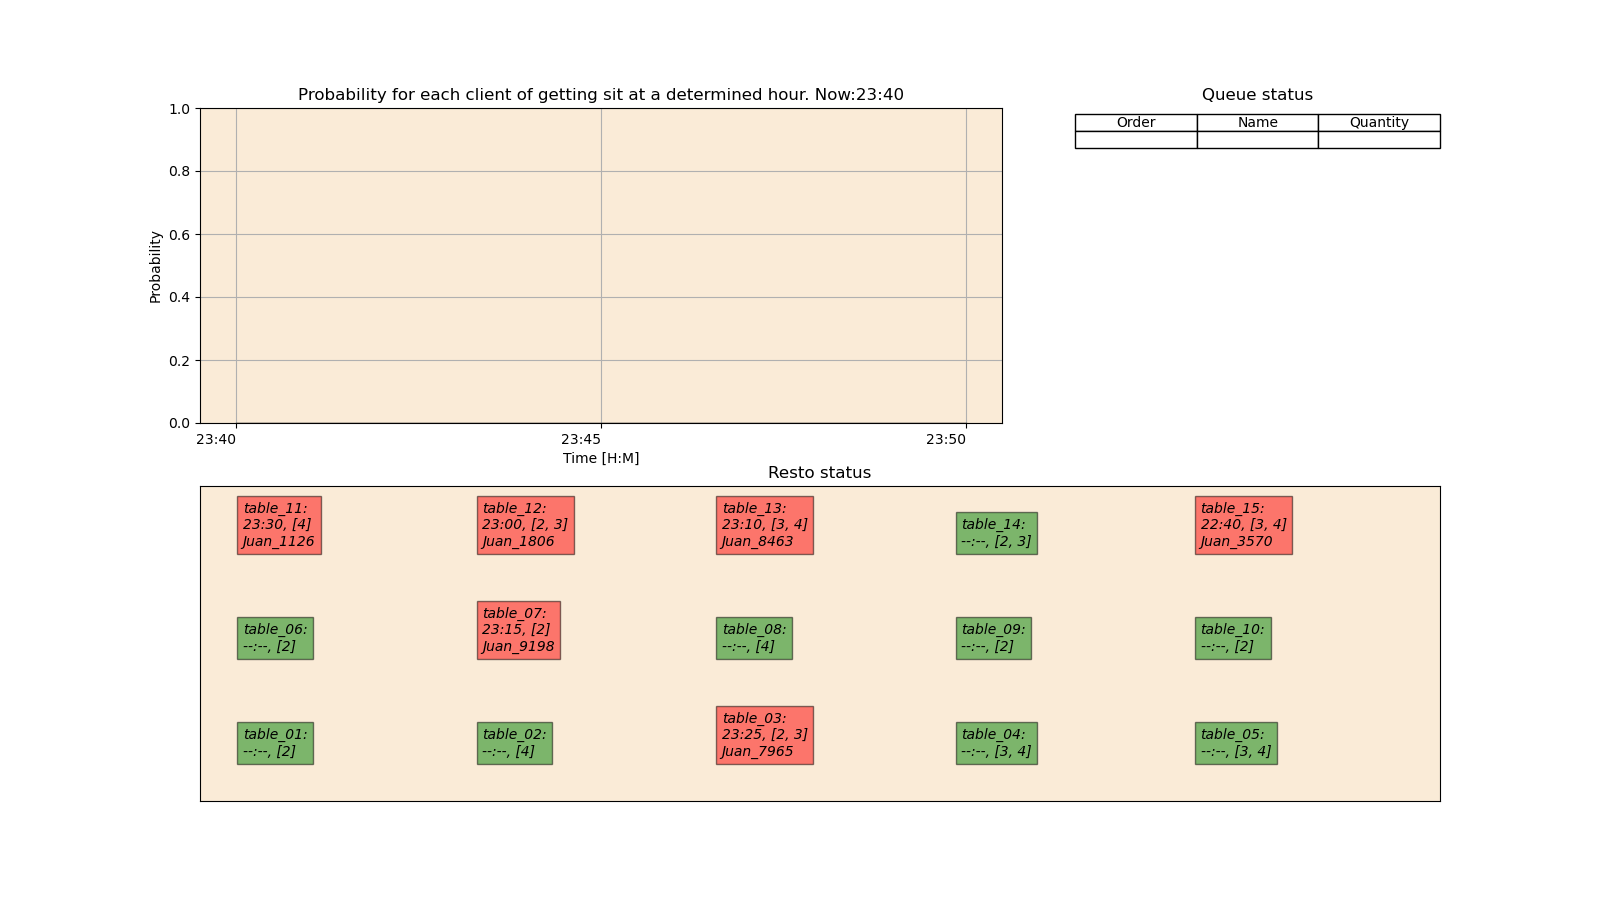 Probability for each client of getting sit at a determined hour. Now:23:40
1.0
0.8
0.6
0.4
0.2
0.0
Probability
23:40 23:45 23:50
Time [H:M]
Queue status
Order Name Quantity
Resto status
table_11:
23:30, [4]
Juan_1126
table_12:
23:00, [2, 3]
Juan_1806
table_13:
23:10, [3, 4]
Juan_8463
table_14:
--:--, [2, 3]
table_15:
22:40, [3, 4]
Juan_3570
table_06:
--:--, [2]
table_07:
23:15, [2]
Juan_9198
table_08:
--:--, [4]
table_09:
--:--, [2]
table_10:
--:--, [2]
table_01:
--:--, [2]
table_02:
--:--, [4]
table_03:
23:25, [2, 3]
Juan_7965
table_04:
--:--, [3, 4]
table_05:
--:--, [3, 4]